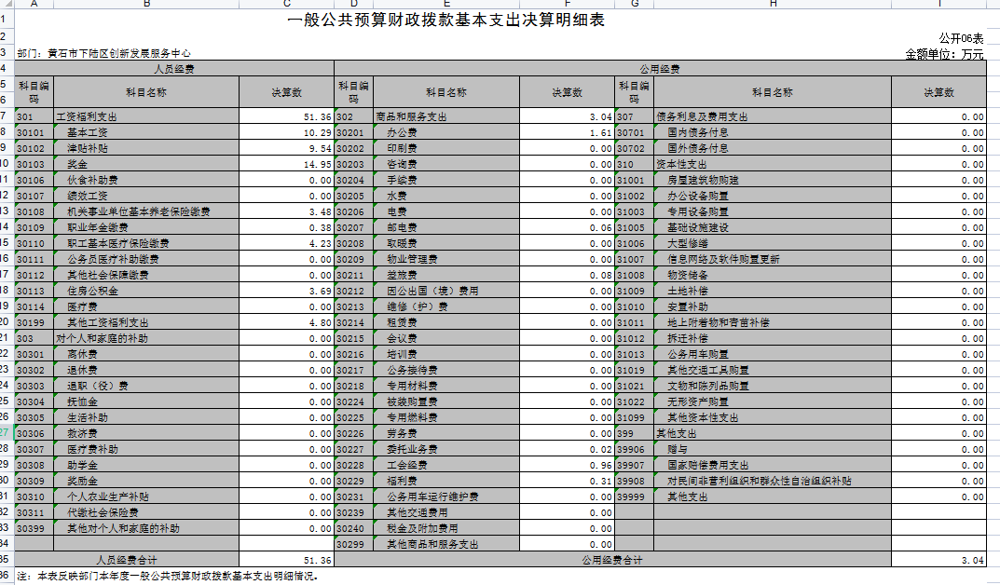 A B C D E F G H I
1 一般公共预算财政拨款基本支出决算明细表
2 公开06表
3 部门：黄石市下陆区创新发展服务中心 金额单位：万元
4 人员经费 公用经费
5 科目编码 科目名称 决算数 科目编码 科目名称 决算数 科目编码 科目名称 决算数
6
7 301 工资福利支出 51.36 302 商品和服务支出 3.04 307 债务利息及费用支出 0.00
8 30101 基本工资 10.29 30201 办公费 1.61 30701 国内债务付息 0.00
9 30102 津贴补贴 9.54 30202 印刷费 0.00 30702 国外债务付息 0.00
10 30103 奖金 14.95 30203 咨询费 0.00 310 资本性支出 0.00
11 30106 伙食补助费 0.00 30204 手续费 0.00 31001 房屋建筑物购建 0.00
12 30107 绩效工资 0.00 30205 水费 0.00 31002 办公设备购置 0.00
13 30108 机关事业单位基本养老保险缴费 3.48 30206 电费 0.00 31003 专用设备购置 0.00
14 30109 职业年金缴费 0.38 30207 邮电费 0.06 31005 基础设施建设 0.00
15 30110 职工基本医疗保险缴费 4.23 30208 取暖费 0.00 31006 大型修缮 0.00
16 30111 公务员医疗补助缴费 0.00 30209 物业管理费 0.00 31007 信息网络及软件购置更新 0.00
17 30112 其他社会保障缴费 0.00 30211 差旅费 0.08 31008 物资储备 0.00
18 30113 住房公积金 3.69 30212 因公出国（境）费用 0.00 31009 土地补偿 0.00
19 30114 医疗费 0.00 30213 维修（护）费 0.00 31010 安置补助 0.00
20 30199 其他工资福利支出 4.80 30214 租赁费 0.00 31011 地上附着物和青苗补偿 0.00
21 303 对个人和家庭的补助 0.00 30215 会议费 0.00 31012 拆迁补偿 0.00
22 30301 离休费 0.00 30216 培训费 0.00 31013 公务用车购置 0.00
23 30302 退休费 0.00 30217 公务接待费 0.00 31019 其他交通工具购置 0.00
24 30303 退职（役）费 0.00 30218 专用材料费 0.00 31021 文物和陈列品购置 0.00
25 30304 抚恤金 0.00 30224 被装购置费 0.00 31022 无形资产购置 0.00
26 30305 生活补助 0.00 30225 专用燃料费 0.00 31099 其他资本性支出 0.00
27 30306 救济费 0.00 30226 劳务费 0.00 399 其他支出 0.00
28 30307 医疗费补助 0.00 30227 委托业务费 0.02 39906 赠与 0.00
29 30308 助学金 0.00 30228 工会经费 0.96 39907 国家赔偿费用支出 0.00
30 30309 奖励金 0.00 30229 福利费 0.31 39908 对民间非营利组织和群众性自治组织补贴 0.00
31 30310 个人农业生产补贴 0.00 30231 公务用车运行维护费 0.00 39999 其他支出 0.00
32 30311 代缴社会保险费 0.00 30239 其他交通费用 0.00
33 30399 其他对个人和家庭的补助 0.00 30240 税金及附加费用 0.00
34 30299 其他商品和服务支出 0.00
35 人员经费合计 51.36 公用经费合计 3.04
36 注：本表反映部门本年度一般公共预算财政拨款基本支出明细情况。